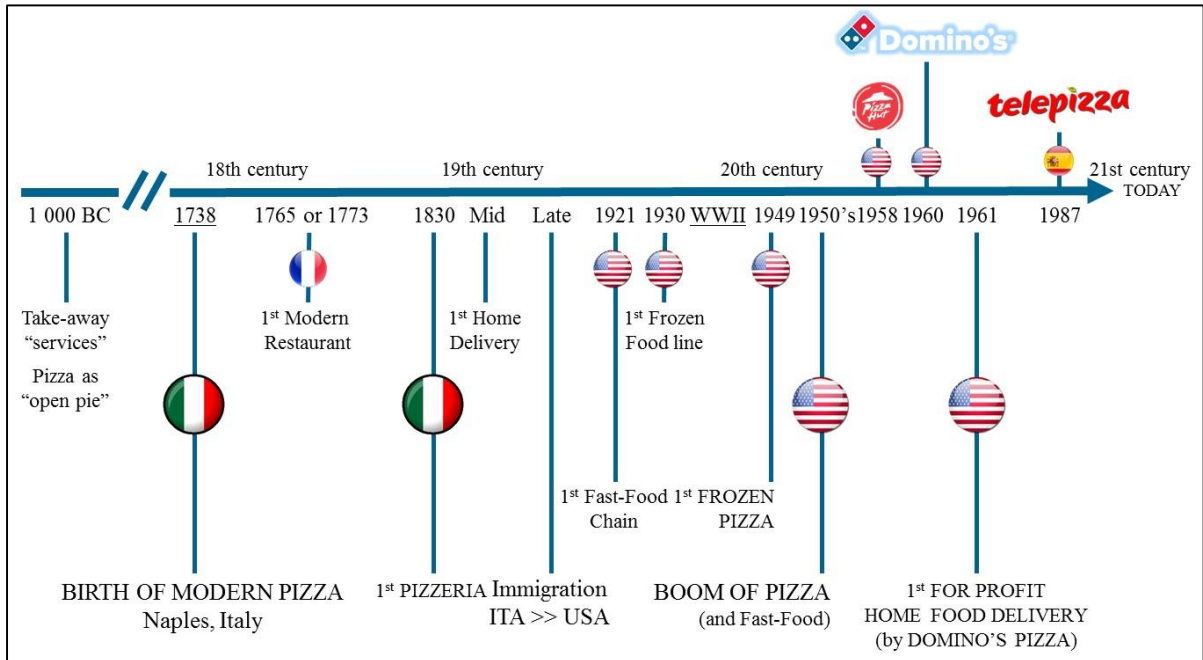 Domino's
Pizza Hut
telepizza
18th century
19th century
20th century
21st century
TODAY
1 000 BC
1738
1765 or 1773
1830
Mid
Late
1921
1930
WWII
1949
1950's
1958
1960
1961
1987
Take-away
“services”
Pizza as
“open pie”
1st Modern
Restaurant
1st Home
Delivery
1st Frozen
Food line
1st Fast-Food
Chain
1st FROZEN
PIZZA
BIRTH OF MODERN PIZZA
Naples, Italy
1st PIZZERIA
Immigration
ITA >> USA
BOOM OF PIZZA
(and Fast-Food)
1st FOR PROFIT
HOME FOOD DELIVERY
(by DOMINO’S PIZZA)